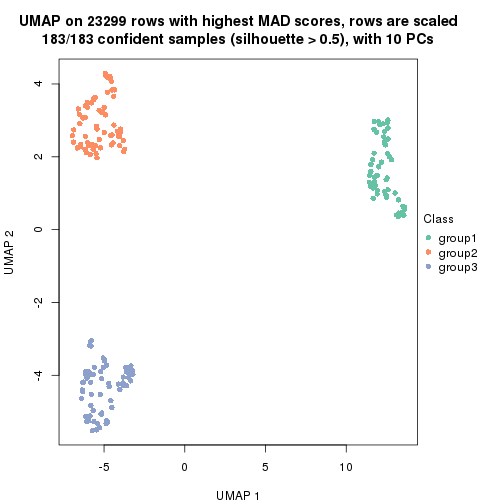 UMAP on 23299 rows with highest MAD scores, rows are scaled
183/183 confident samples (silhouette > 0.5), with 10 PCs
4
2
0
-2
-4
UMAP 2
-5
0
5
10
UMAP 1
Class
group1
group2
group3